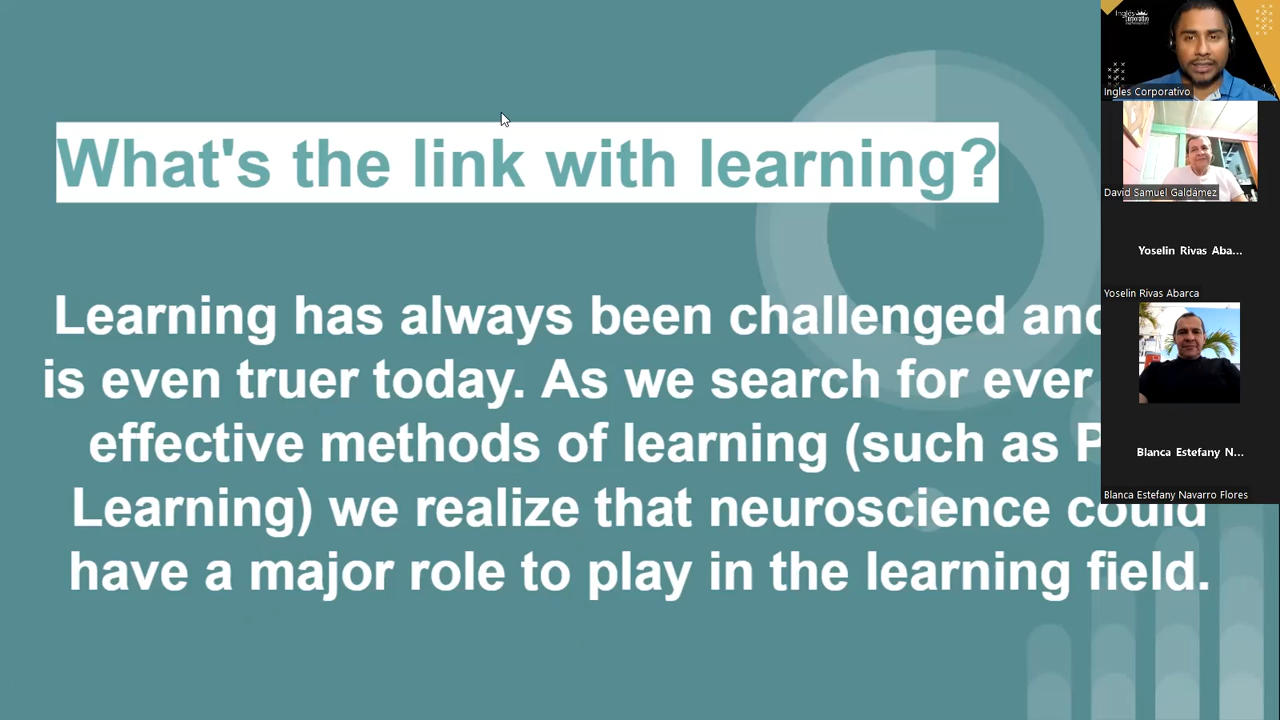 What's the link with learning?
Learning has always been challenged and
is even truer today. As we search for ever
effective methods of learning (such as
Learning) we realize that neuroscience could
have a major role to play in the learning field.
Ingles Corporativo
David Samuel Galdámez
Yoselin Rivas Aba...
Yoselin Rivas Abarca
Blanca Estefany N...
Blanca Estefany Navarro Flores